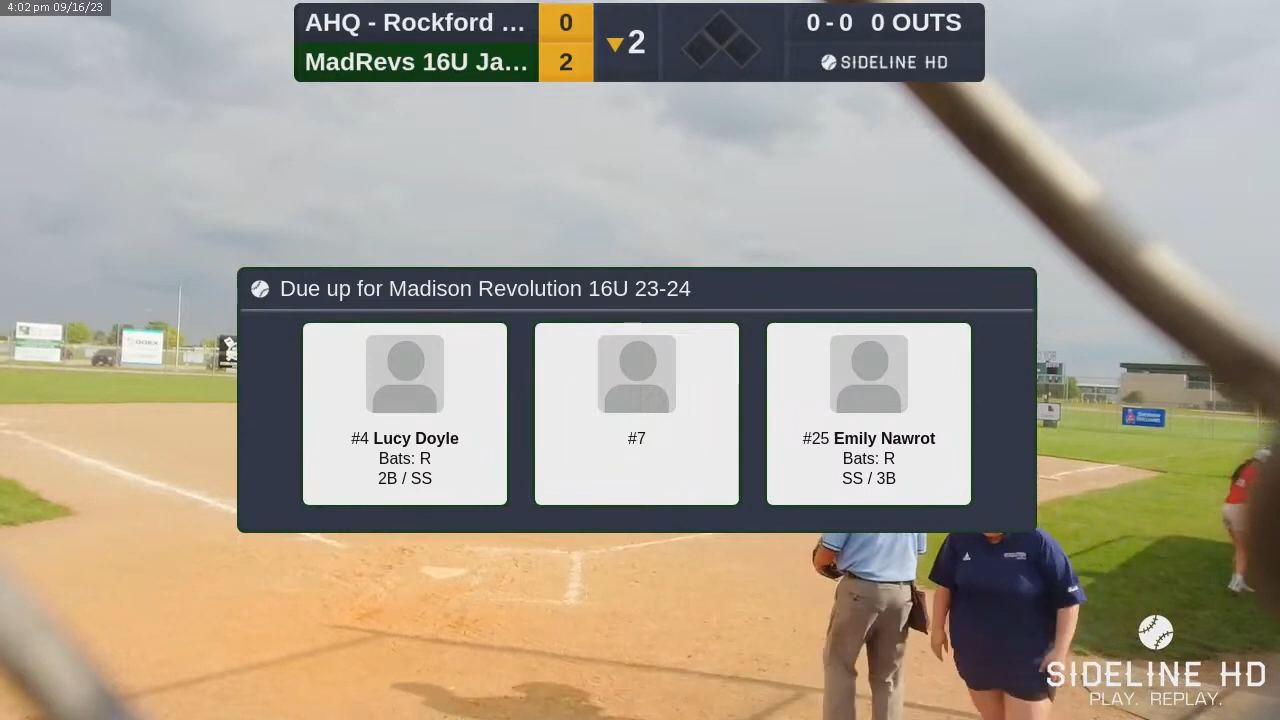 4:02 pm 09/16/23
AHQ - Rockford ... 0
MadRevs 16U Ja... 2
2
0 - 0 0 OUTS
SIDELINE HD
Due up for Madison Revolution 16U 23-24
#4 Lucy Doyle
Bats: R
2B / SS
#7
#25 Emily Nawrot
Bats: R
SS / 3B
SIDELINE HD
PLAY. REPLAY.